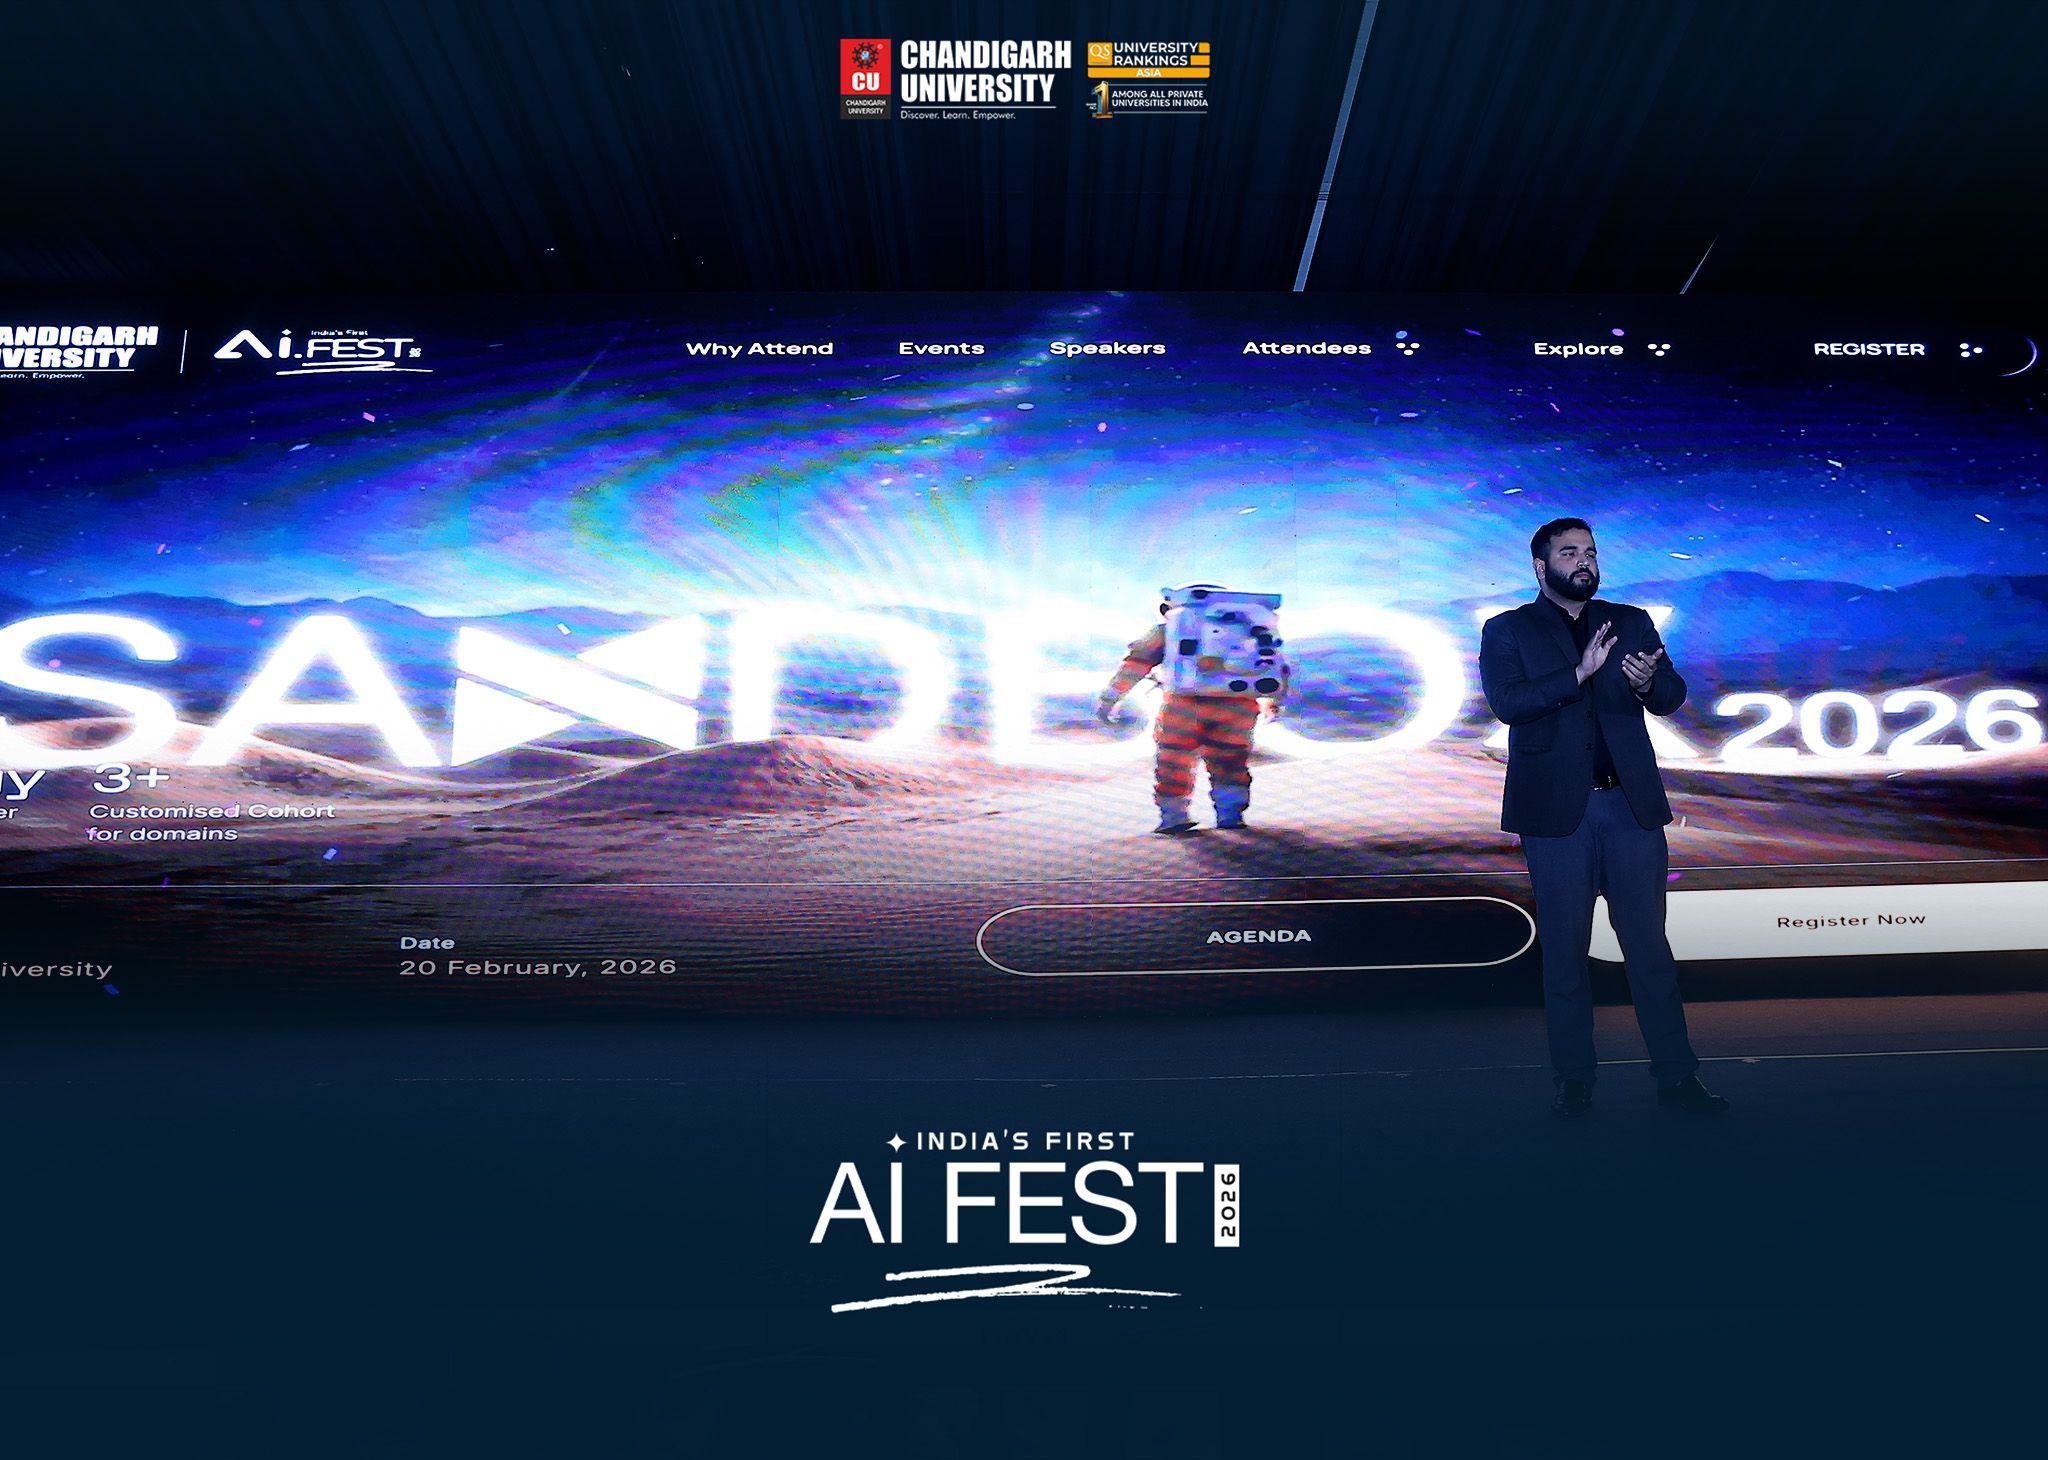 CU
CHANDIGARH
UNIVERSITY
CHANDIGARH
UNIVERSITY
Discover. Learn. Empower.
QS UNIVERSITY
RANKINGS
ASIA
1 AMONG ALL PRIVATE
UNIVERSITIES IN INDIA
ANDIGARH
VERSITY
earn. Empower.
India's First
Ai.FEST
Why Attend Events Speakers Attendees Explore REGISTER
SANDBOX 2026
3+
Customised Cohort
for domains
iversity
Date
20 February, 2026
AGENDA
Register Now
INDIA'S FIRST
AI FEST 2026